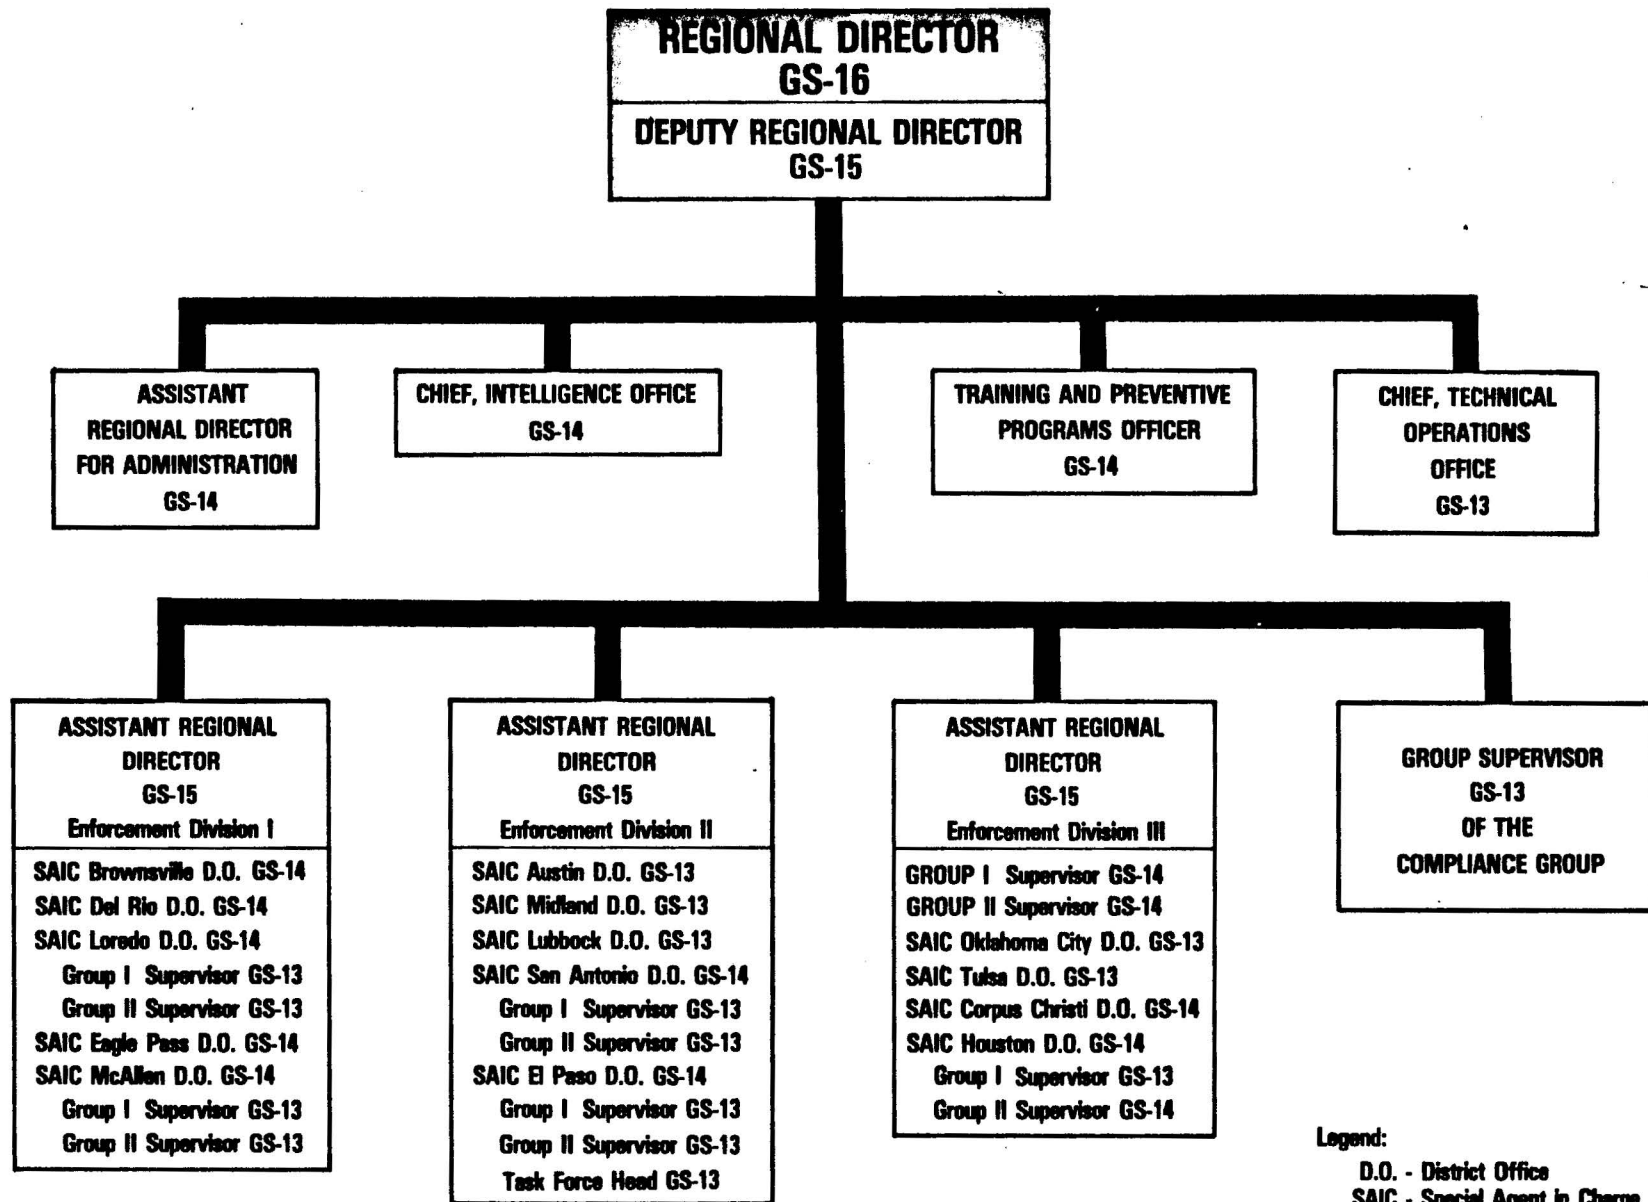 REGIONAL DIRECTOR
GS-16
DEPUTY REGIONAL DIRECTOR
GS-15
ASSISTANT
REGIONAL DIRECTOR
FOR ADMINISTRATION
GS-14
CHIEF, INTELLIGENCE OFFICE
GS-14
TRAINING AND PREVENTIVE
PROGRAMS OFFICER
GS-14
CHIEF, TECHNICAL
OPERATIONS
OFFICE
GS-13
ASSISTANT REGIONAL
DIRECTOR
GS-15
Enforcement Division I
SAIC Brownsville D.O. GS-14
SAIC Del Rio D.O. GS-14
SAIC Loredo D.O. GS-14
Group I Supervisor GS-13
Group II Supervisor GS-13
SAIC Eagle Pass D.O. GS-14
SAIC McAllen D.O. GS-14
Group I Supervisor GS-13
Group II Supervisor GS-13
ASSISTANT REGIONAL
DIRECTOR
GS-15
Enforcement Division II
SAIC Austin D.O. GS-13
SAIC Midland D.O. GS-13
SAIC Lubbock D.O. GS-13
SAIC San Antonio D.O. GS-14
Group I Supervisor GS-13
Group II Supervisor GS-13
SAIC El Paso D.O. GS-14
Group I Supervisor GS-13
Group II Supervisor GS-13
Task Force Head GS-13
ASSISTANT REGIONAL
DIRECTOR
GS-15
Enforcement Division III
GROUP I Supervisor GS-14
GROUP II Supervisor GS-14
SAIC Oklahoma City D.O. GS-13
SAIC Tulsa D.O. GS-13
SAIC Corpus Christi D.O. GS-14
SAIC Houston D.O. GS-14
Group I Supervisor GS-13
Group II Supervisor GS-14
GROUP SUPERVISOR
GS-13
OF THE
COMPLIANCE GROUP
Legend:
D.O. - District Office
SAIC - Special Agent in Charge